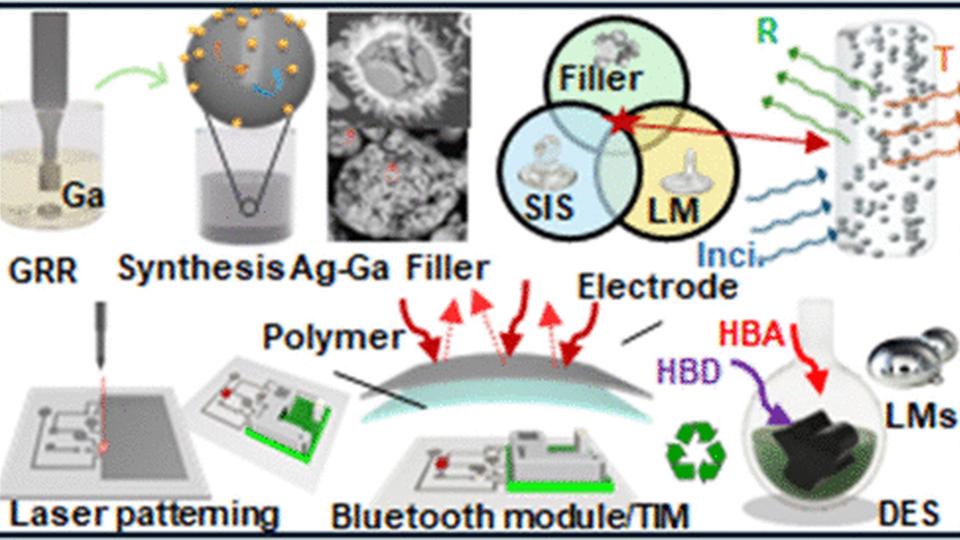 Ga
GRR
Synthesis Ag-Ga Filler
Filler
SIS
LM
R
T
Inci.
Polymer
Electrode
HBA
HBD
LMs
Laser patterning
Bluetooth module/TIM
DES